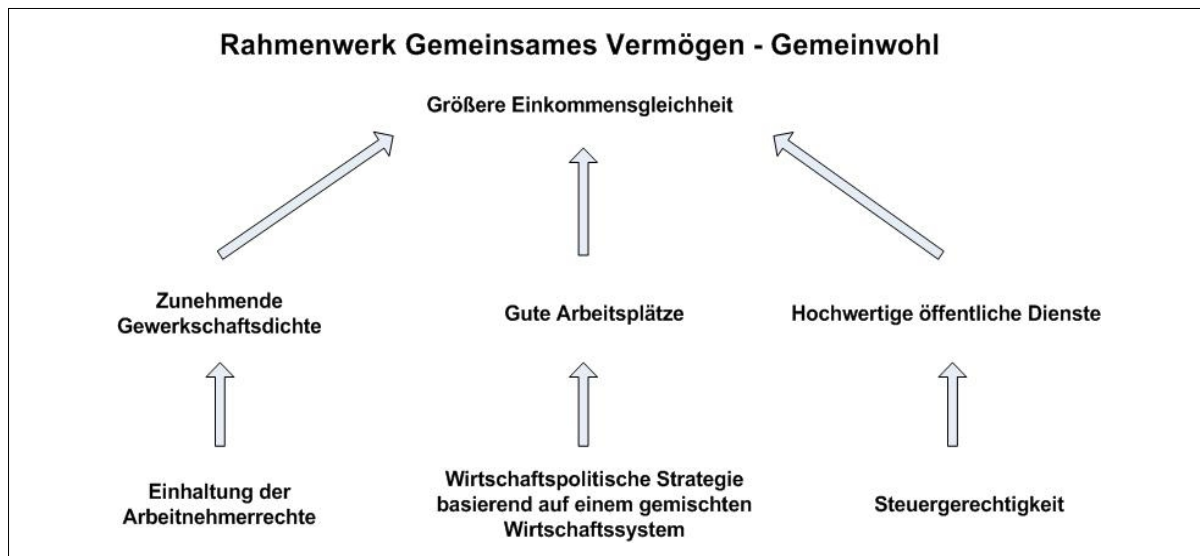 Rahmenwerk Gemeinsames Vermögen - Gemeinwohl
Größere Einkommensgleichheit
Zunehmende
Gewerkschaftsdichte
Gute Arbeitsplätze
Hochwertige öffentliche Dienste
Einhaltung der
Arbeitnehmerrechte
Wirtschaftspolitische Strategie
basierend auf einem gemischten
Wirtschaftssystem
Steuergerechtigkeit